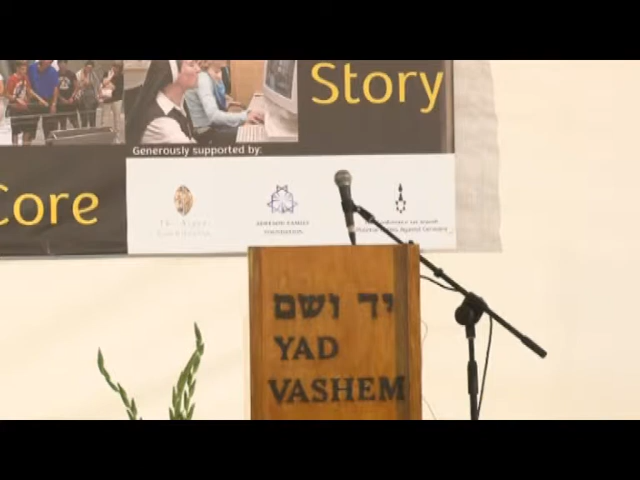 Story
Generously supported by:
Core
יד ושם
YAD
VASHEM